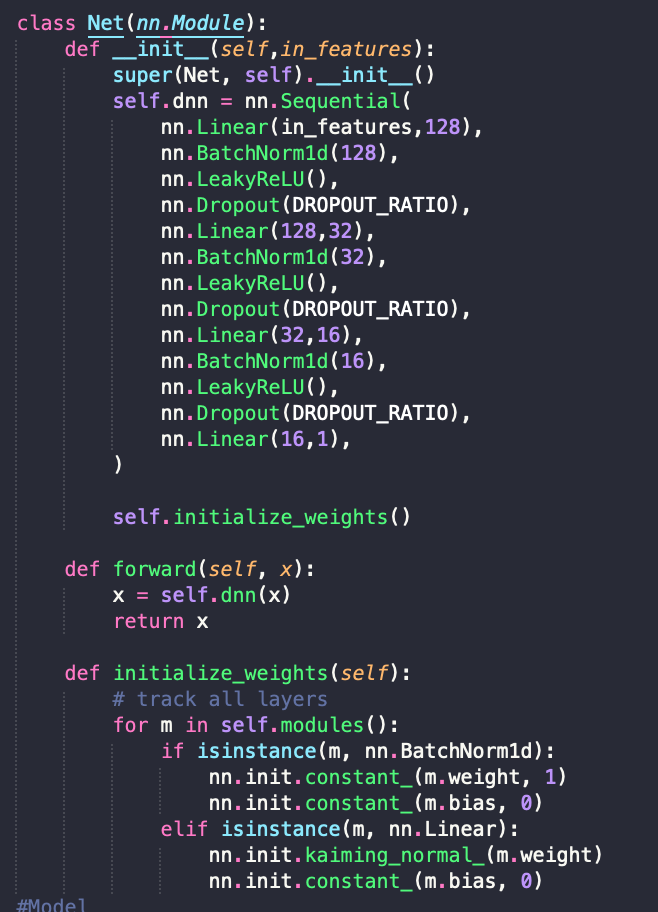 class Net(nn.Module):
    def __init__(self,in_features):
        super(Net, self).__init__()
        self.dnn = nn.Sequential(
            nn.Linear(in_features,128),
            nn.BatchNorm1d(128),
            nn.LeakyReLU(),
            nn.Dropout(DROPOUT_RATIO),
            nn.Linear(128,32),
            nn.BatchNorm1d(32),
            nn.LeakyReLU(),
            nn.Dropout(DROPOUT_RATIO),
            nn.Linear(32,16),
            nn.BatchNorm1d(16),
            nn.LeakyReLU(),
            nn.Dropout(DROPOUT_RATIO),
            nn.Linear(16,1),
        )
        self.initialize_weights()
    def forward(self, x):
        x = self.dnn(x)
        return x
    def initialize_weights(self):
        # track all layers
        for m in self.modules():
            if isinstance(m, nn.BatchNorm1d):
                nn.init.constant_(m.weight, 1)
                nn.init.constant_(m.bias, 0)
            elif isinstance(m, nn.Linear):
                nn.init.kaiming_normal_(m.weight)
                nn.init.constant_(m.bias, 0)
#Model